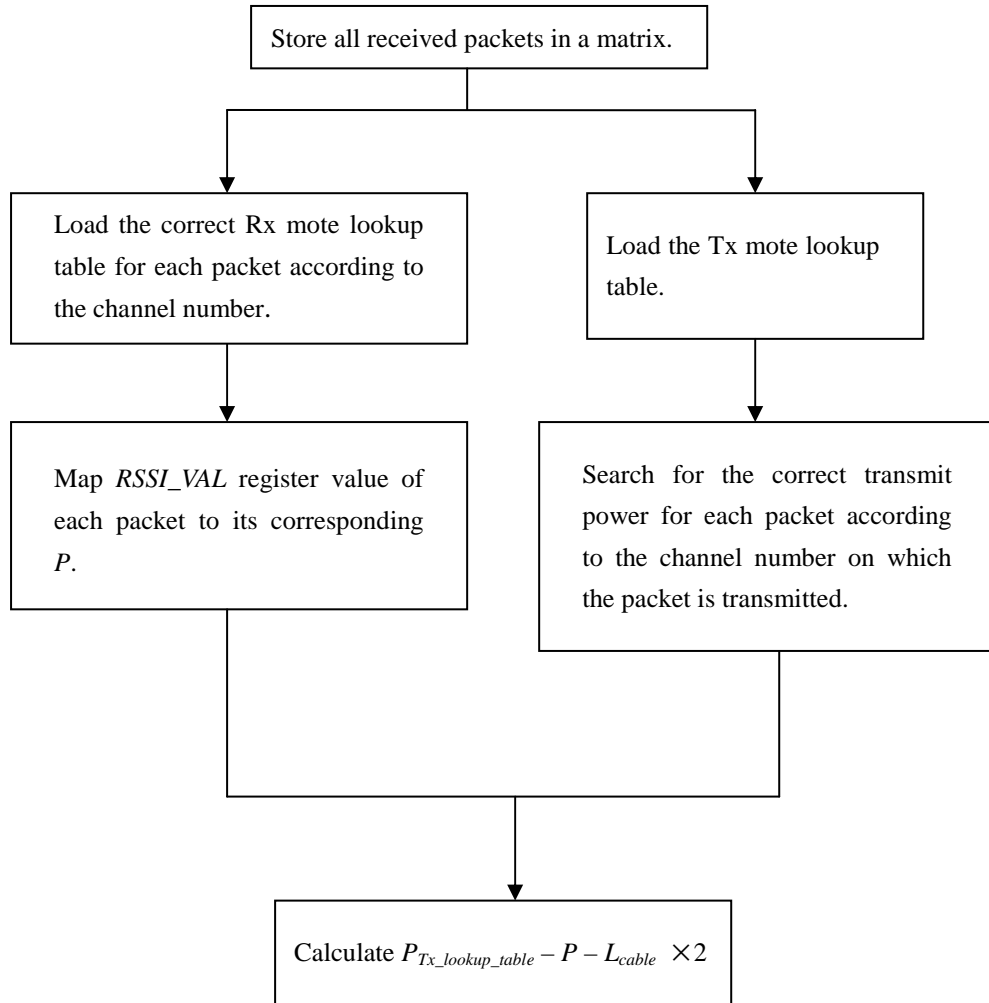 Store all received packets in a matrix.
Load the correct Rx mote lookup
table for each packet according to
the channel number.
Load the Tx mote lookup
table.
Map RSSI_VAL register value of
each packet to its corresponding
P.
Search for the correct transmit
power for each packet according
to the channel number on which
the packet is transmitted.
Calculate P_Tx_lookup_table – P – L_cable ×2